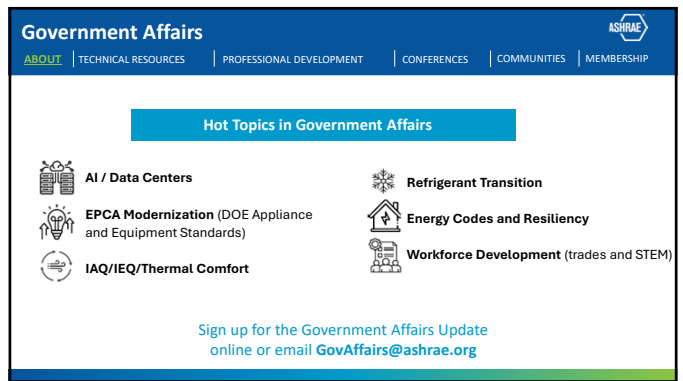 Government Affairs
ASHRAE
ABOUT TECHNICAL RESOURCES PROFESSIONAL DEVELOPMENT CONFERENCES COMMUNITIES MEMBERSHIP
Hot Topics in Government Affairs
AI / Data Centers
EPCA Modernization (DOE Appliance
and Equipment Standards)
IAQ/IEQ/Thermal Comfort
Refrigerant Transition
Energy Codes and Resiliency
Workforce Development (trades and STEM)
Sign up for the Government Affairs Update
online or email GovAffairs@ashrae.org